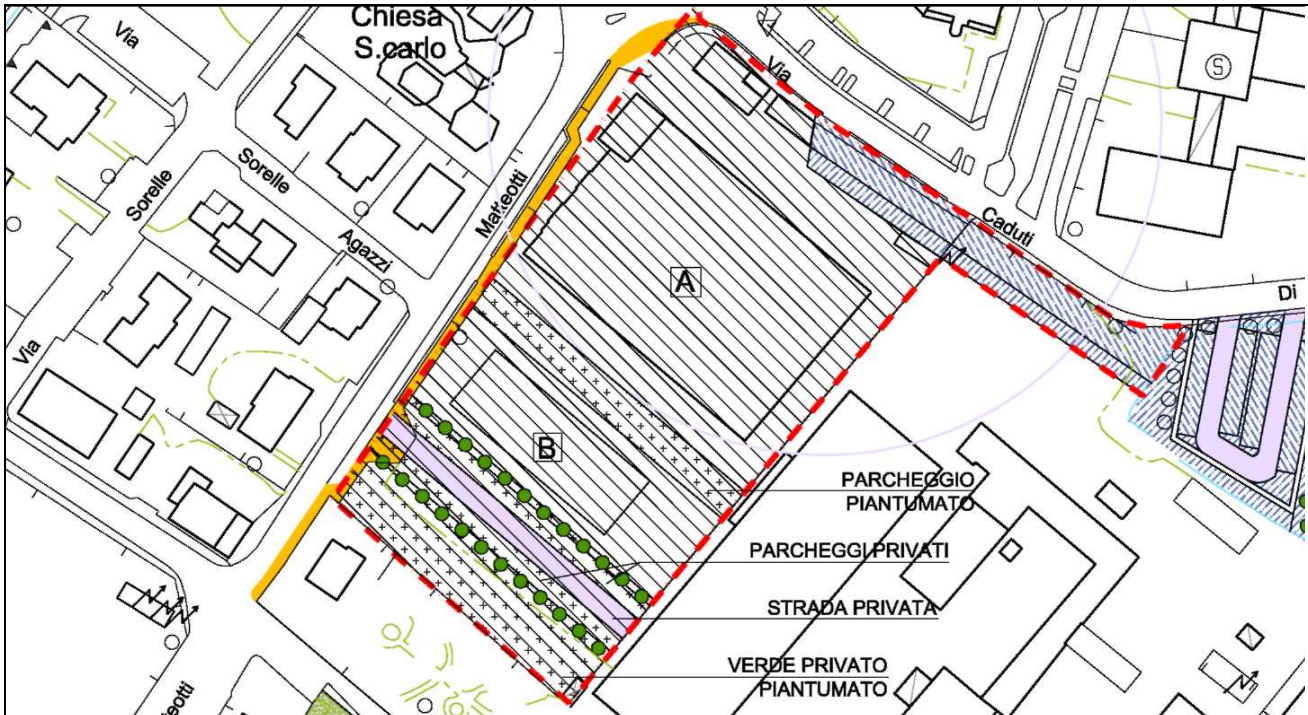 Chiesa
S.carlo
Via
Via
S
Sorelle
Sorelle
Matteotti
Agazzi
Caduti
A
Di
Via
B
PARCHEGGIO
PIANTUMATO
PARCHEGGI PRIVATI
STRADA PRIVATA
VERDE PRIVATO
PIANTUMATO
eotti